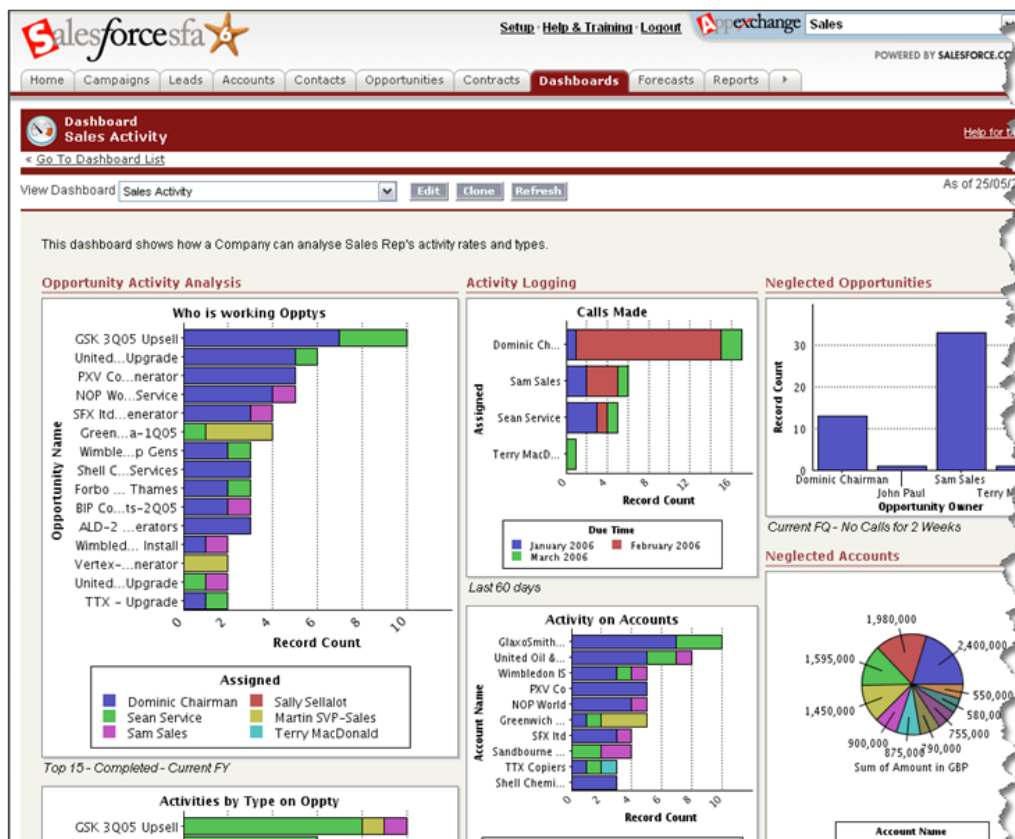 Salesforcesfa 6
Setup · Help & Training · Logout
Appexchange Sales
POWERED BY SALESFORCE.CO
Home Campaigns Leads Accounts Contacts Opportunities Contracts Dashboards Forecasts Reports
Dashboard
Sales Activity
Help for
« Go To Dashboard List
View Dashboard Sales Activity Edit Clone Refresh
As of 25/05/2
This dashboard shows how a Company can analyse Sales Rep's activity rates and types.
Opportunity Activity Analysis
Who is working Opptys
Opportunity Name
GSK 3Q05 Upsell
United...Upgrade
PXV Co...nerator
NOP Wo...Service
SFX ltd...enerator
Green...a-1Q05
Wimble...p Gens
Shell C...Services
Forbo ... Thames
BIP Co...ts-2Q05
ALD-2 ...erators
Wimbled... Install
Vertex-...nerator
United...Upgrade
TTX - Upgrade
0 2 4 6 8 10
Record Count
Assigned
Dominic Chairman Sally Sellalot
Sean Service Martin SVP-Sales
Sam Sales Terry MacDonald
Top 15 - Completed - Current FY
Activities by Type on Oppty
GSK 3Q05 Upsell
Activity Logging
Calls Made
Assigned
Dominic Ch...
Sam Sales
Sean Service
Terry MacD...
0 2 4 6 8 10 12 14 16
Record Count
Due Time
January 2006 February 2006
March 2006
Last 60 days
Activity on Accounts
Account Name
GlaxoSmith...
United Oil &...
Wimbledon IS
PXV Co
NOP World
Greenwich ...
SFX ltd
Sandbourne ...
TTX Copiers
Shell Chemi...
0 2 4 6 8 10
Record Count
Neglected Opportunities
Record Count
30
20
10
0
Dominic Chairman Sam Sales
John Paul Terry M
Opportunity Owner
Current FQ - No Calls for 2 Weeks
Neglected Accounts
1,980,000
2,400,000
1,595,000
550,000
1,450,000
580,00
755,000
900,000
875,000
790,000
Sum of Amount in GBP
Account Name